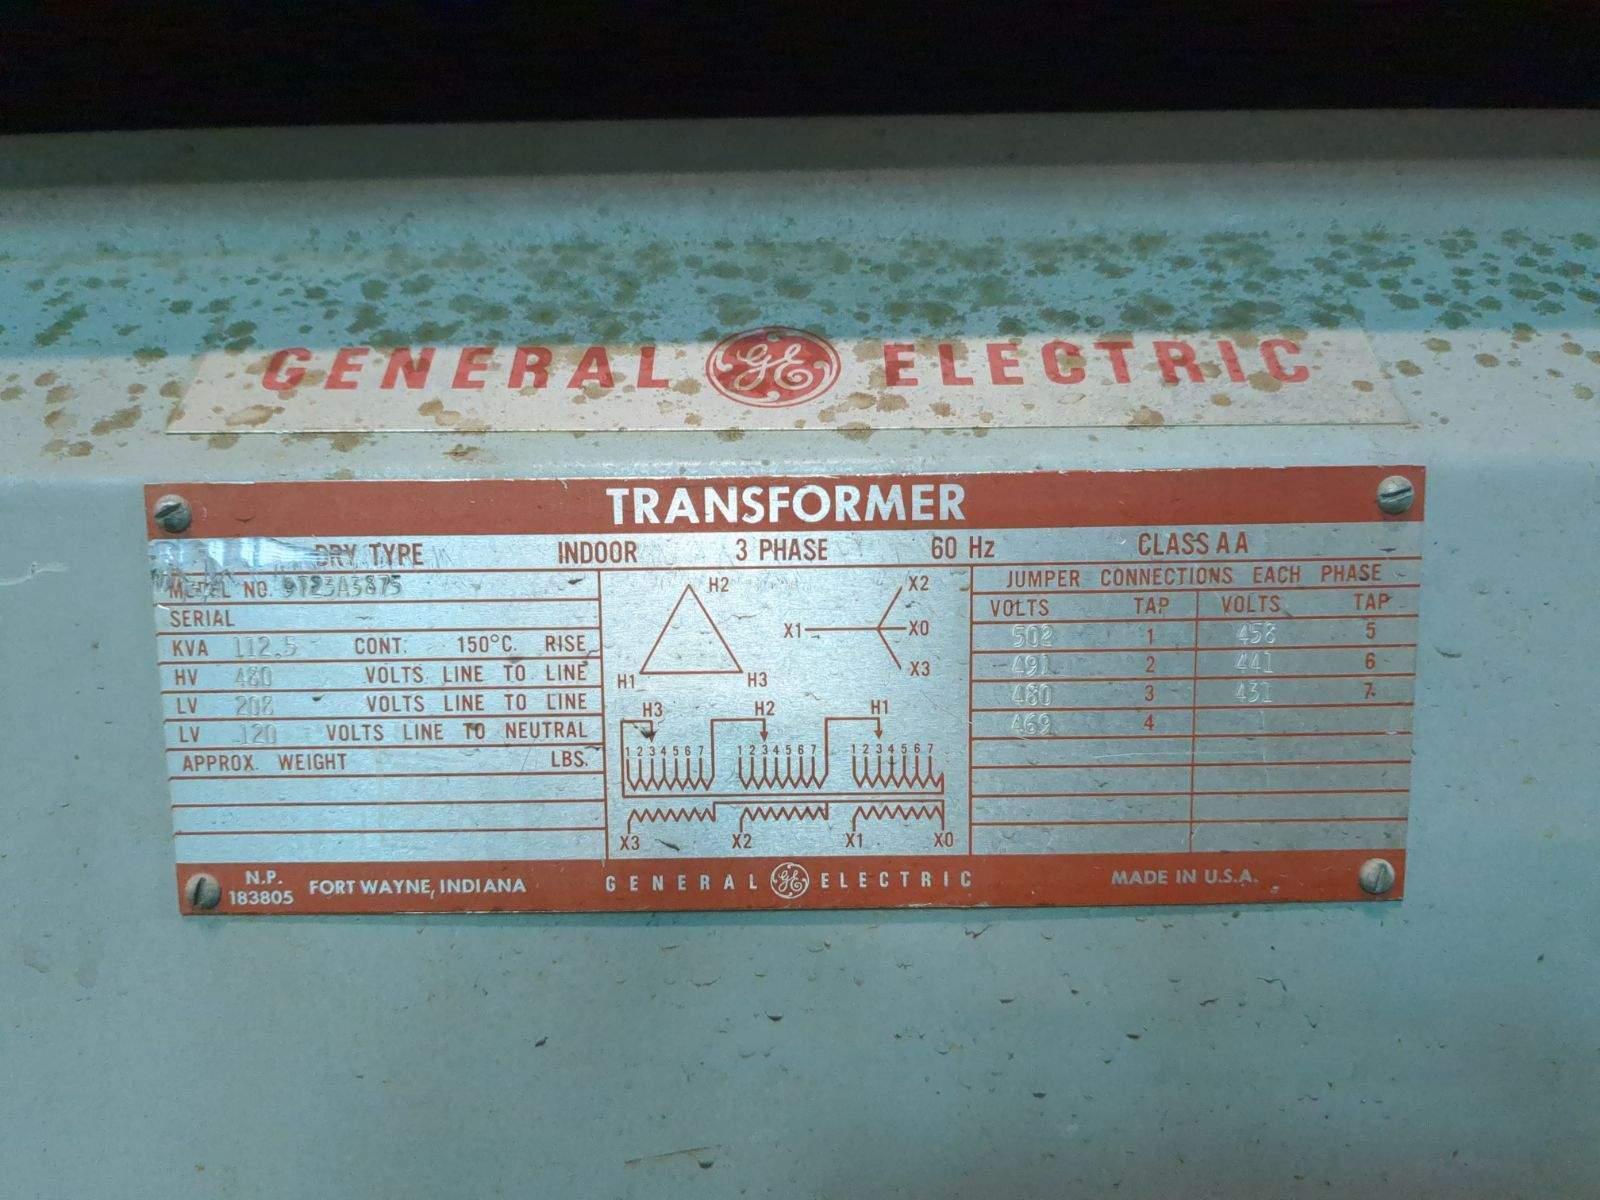 GENERAL GE ELECTRIC
TRANSFORMER
DRY TYPE INDOOR 3 PHASE 60 Hz CLASS AA
MODEL NO. 9T23A3875
SERIAL
KVA 112.5 CONT. 150°C. RISE
HV 480 VOLTS LINE TO LINE
LV 208 VOLTS LINE TO LINE
LV 120 VOLTS LINE TO NEUTRAL
APPROX. WEIGHT LBS.
H2
H1 H3
X2
X1 X0
X3
H3 H2 H1
1 2 3 4 5 6 7 1 2 3 4 5 6 7 1 2 3 4 5 6 7
X3 X2 X1 X0
JUMPER CONNECTIONS EACH PHASE
VOLTS TAP VOLTS TAP
502 1 458 5
491 2 441 6
480 3 431 7
469 4
N.P.
183805 FORT WAYNE, INDIANA GENERAL GE ELECTRIC MADE IN U.S.A.